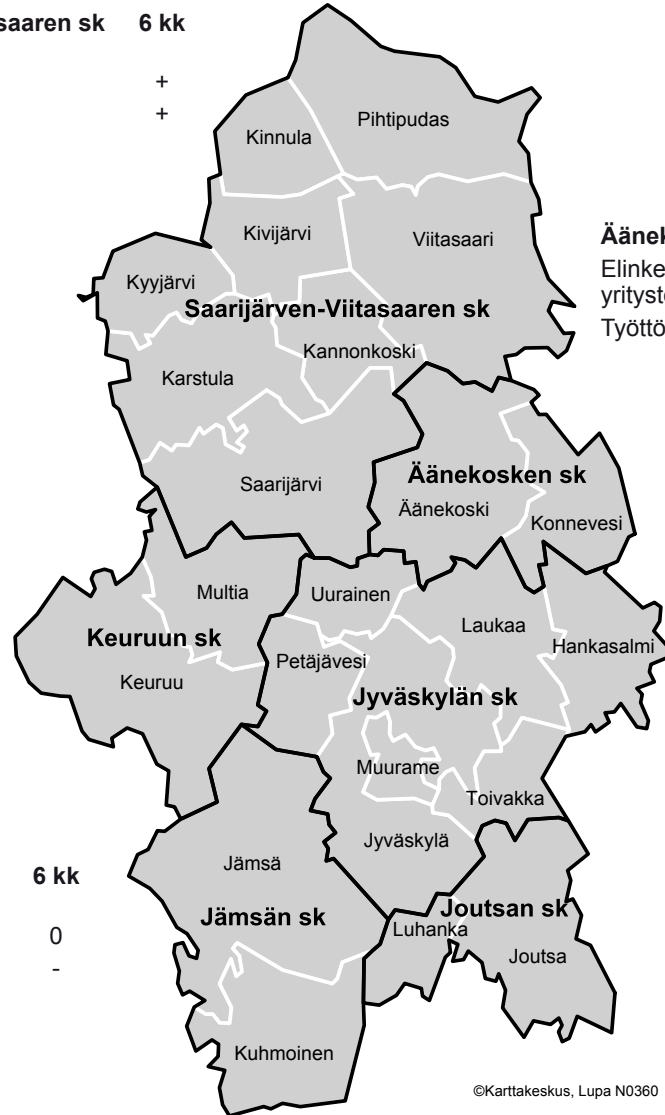 saaren sk 6 kk
+
+
Pihtipudas
Kinnula
Kivijärvi
Viitasaari
Äänek
Elinke
yrityst
Työttö
Kyyjärvi
Saarijärven-Viitasaaren sk
Kannonkoski
Karstula
Saarijärvi
Äänekosken sk
Äänekoski
Konnevesi
Multia
Uurainen
Laukaa
Hankasalmi
Keuruun sk
Petäjävesi
Keuruu
Jyväskylän sk
Muurame
Toivakka
Jyväskylä
6 kk
Jämsä
0
-
Jämsän sk
Joutsan sk
Luhanka
Joutsa
Kuhmoinen
©Karttakeskus, Lupa N0360